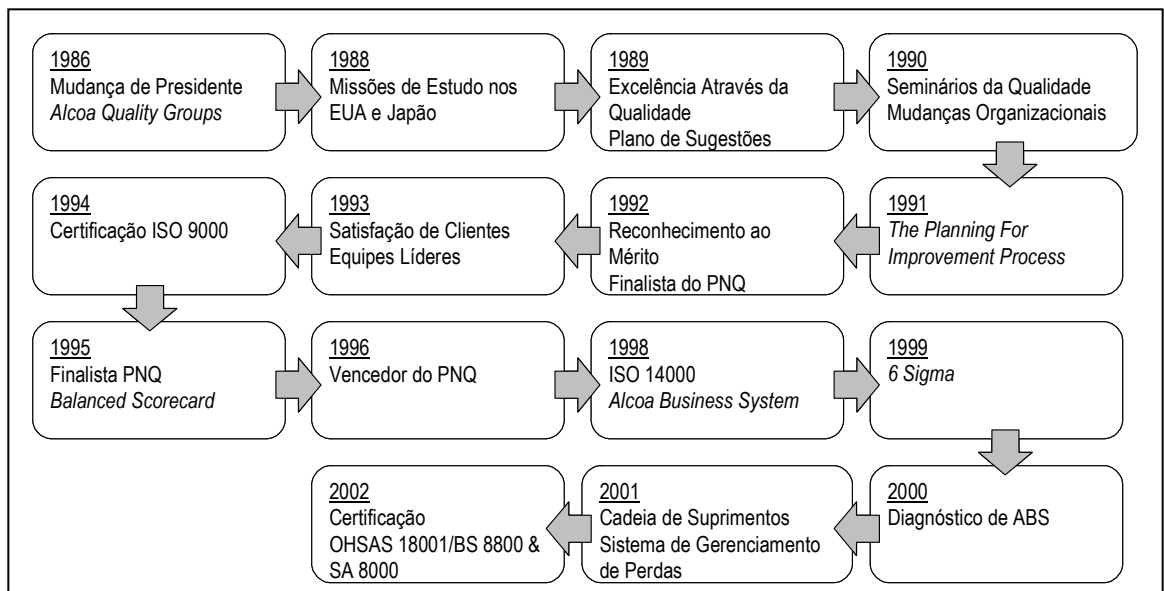 1986
Mudança de Presidente
Alcoa Quality Groups
1988
Missões de Estudo nos
EUA e Japão
1989
Excelência Através da
Qualidade
Plano de Sugestões
1990
Seminários da Qualidade
Mudanças Organizacionais
1991
The Planning For
Improvement Process
1992
Reconhecimento ao
Mérito
Finalista do PNQ
1993
Satisfação de Clientes
Equipes Líderes
1994
Certificação ISO 9000
1995
Finalista PNQ
Balanced Scorecard
1996
Vencedor do PNQ
1998
ISO 14000
Alcoa Business System
1999
6 Sigma
2000
Diagnóstico de ABS
2001
Cadeia de Suprimentos
Sistema de Gerenciamento
de Perdas
2002
Certificação
OHSAS 18001/BS 8800 &
SA 8000